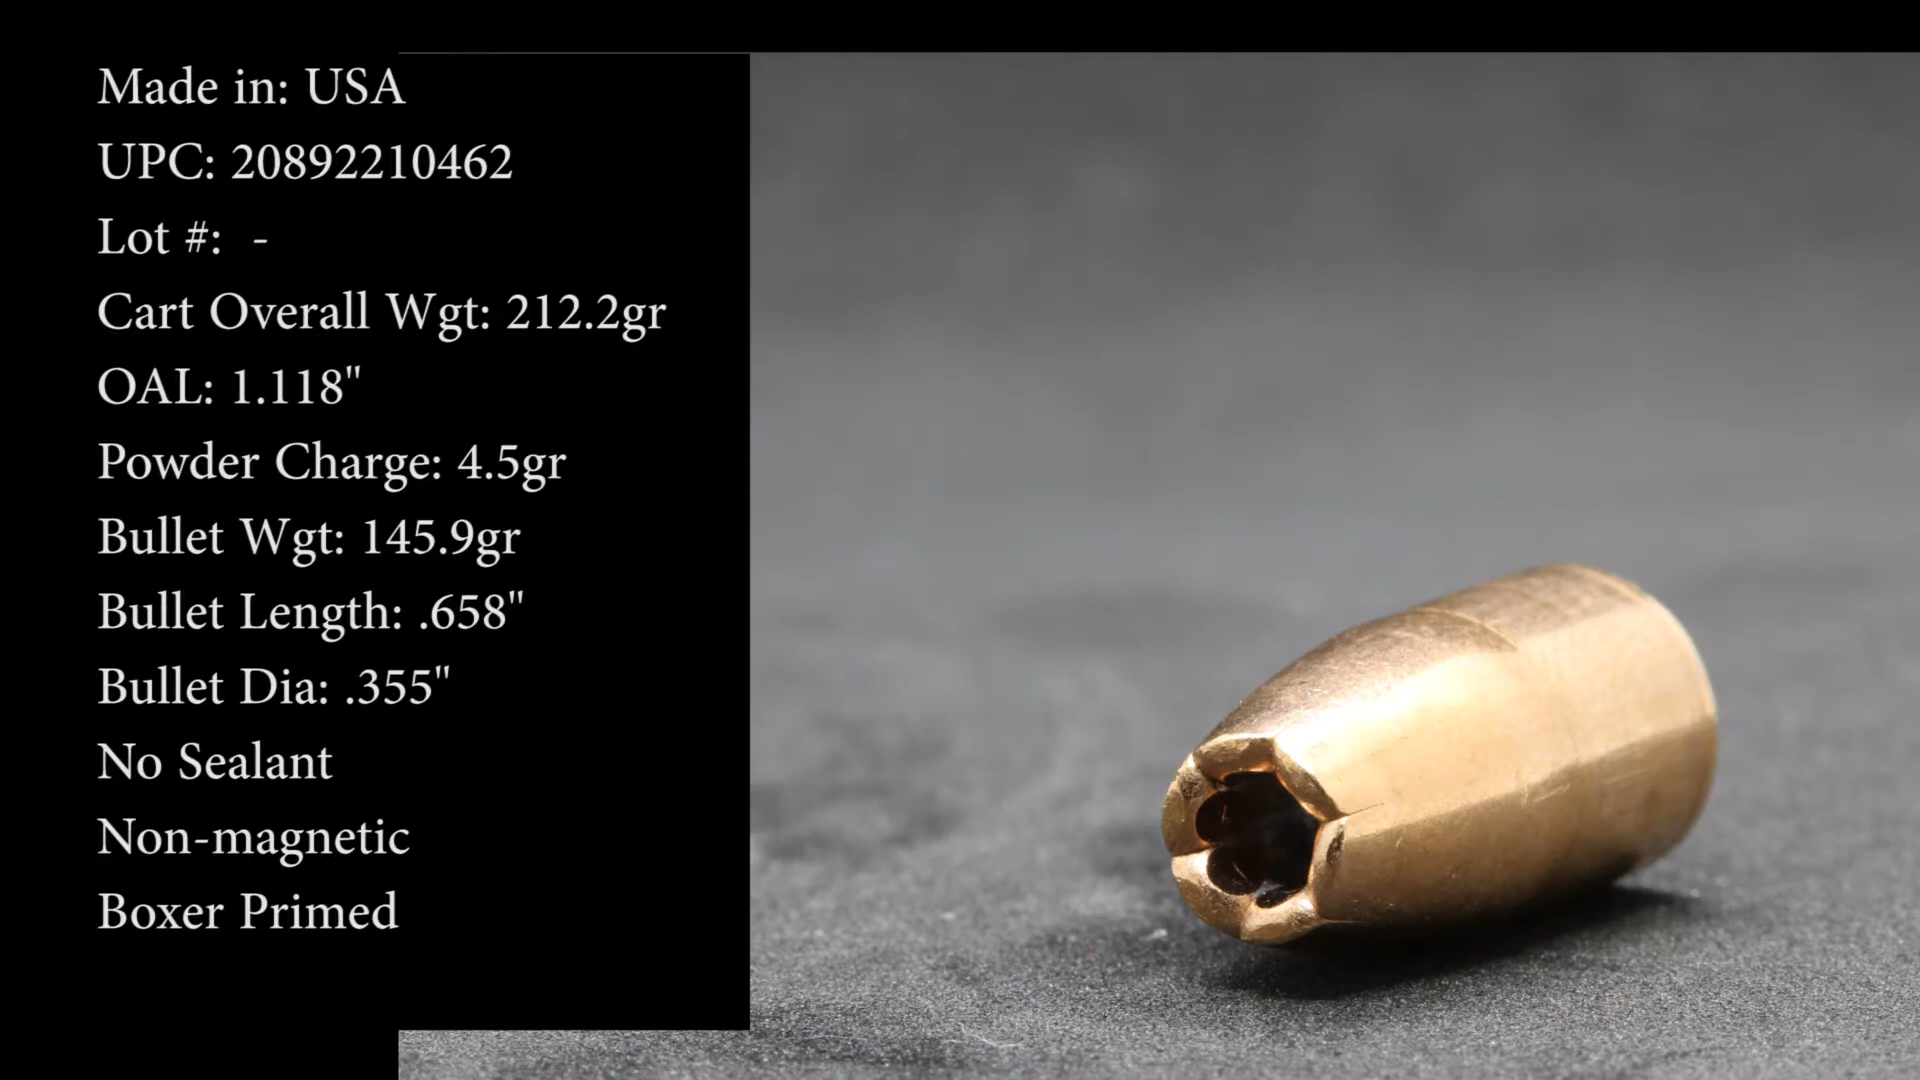 Made in: USA
UPC: 20892210462
Lot #: -
Cart Overall Wgt: 212.2gr
OAL: 1.118"
Powder Charge: 4.5gr
Bullet Wgt: 145.9gr
Bullet Length: .658"
Bullet Dia: .355"
No Sealant
Non-magnetic
Boxer Primed